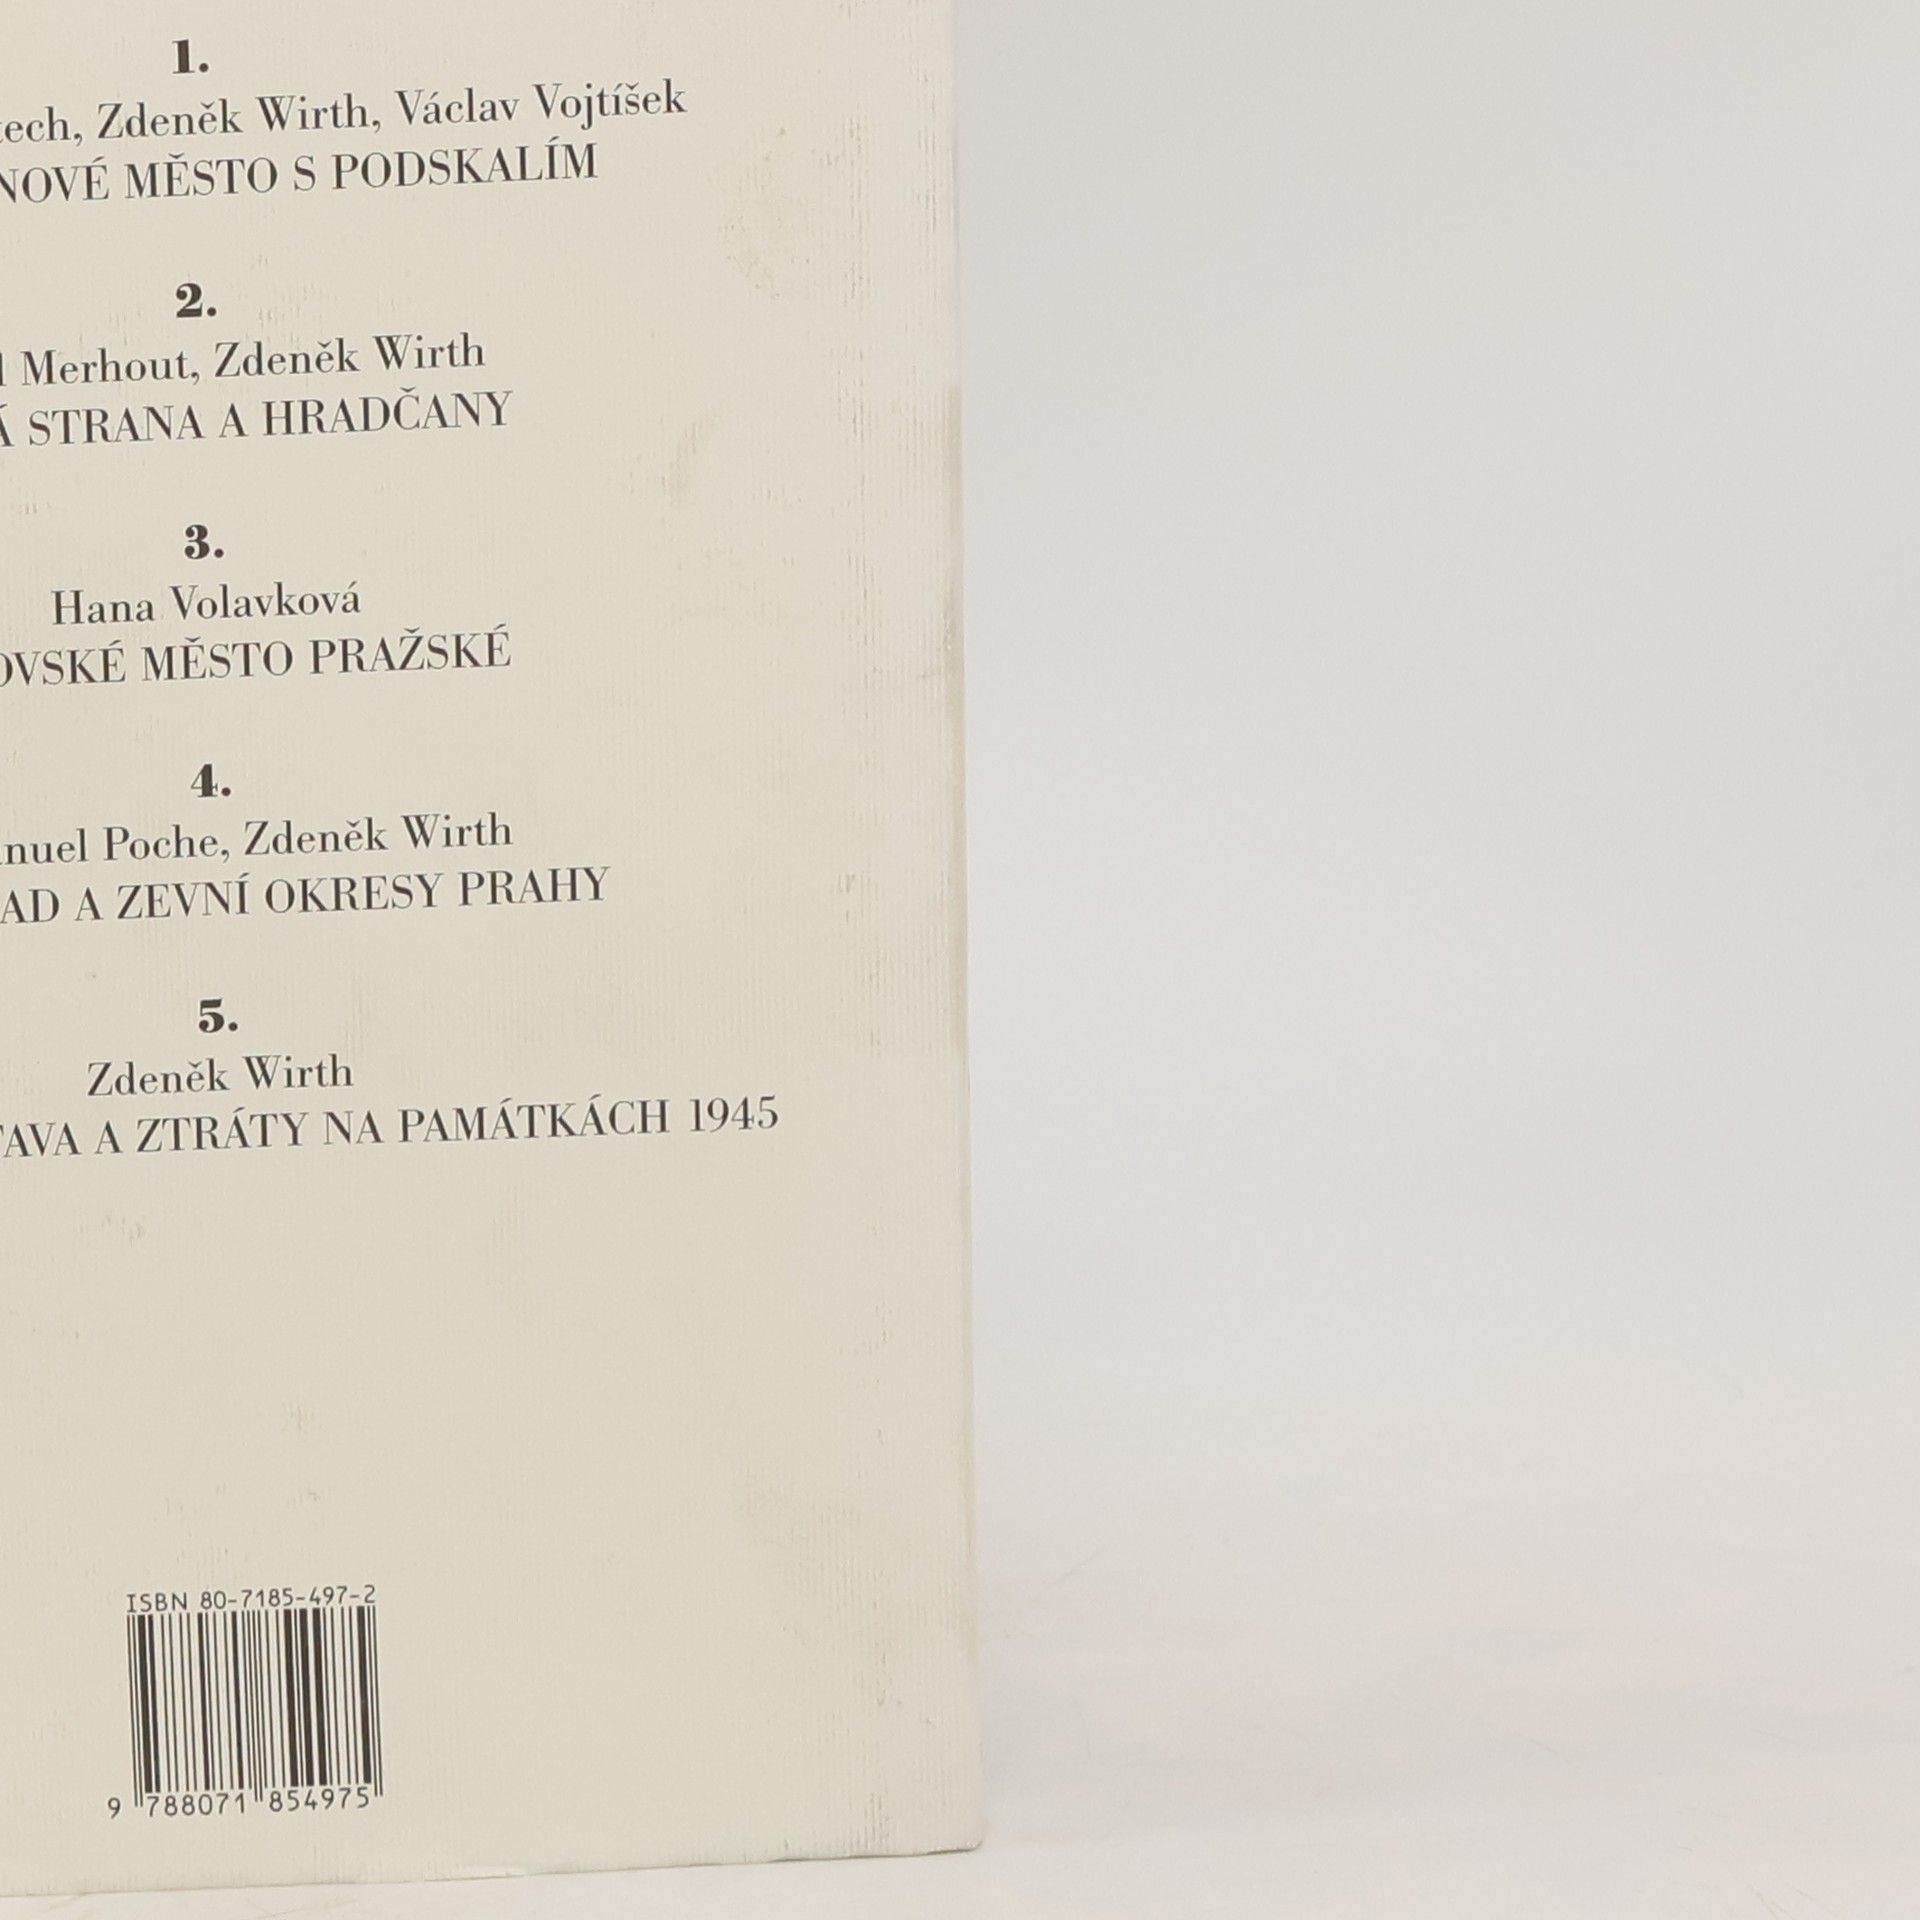 1.
tech, Zdeněk Wirth, Václav Vojtíšek
NOVÉ MĚSTO S PODSKALÍM
2.
l Merhout, Zdeněk Wirth
Á STRANA A HRADČANY
3.
Hana Volavková
OVSKÉ MĚSTO PRAŽSKÉ
4.
nuel Poche, Zdeněk Wirth
AD A ZEVNÍ OKRESY PRAHY
5.
Zdeněk Wirth
TAVA A ZTRÁTY NA PAMÁTKÁCH 1945
ISBN 80-7185-497-2
9 788071 854975